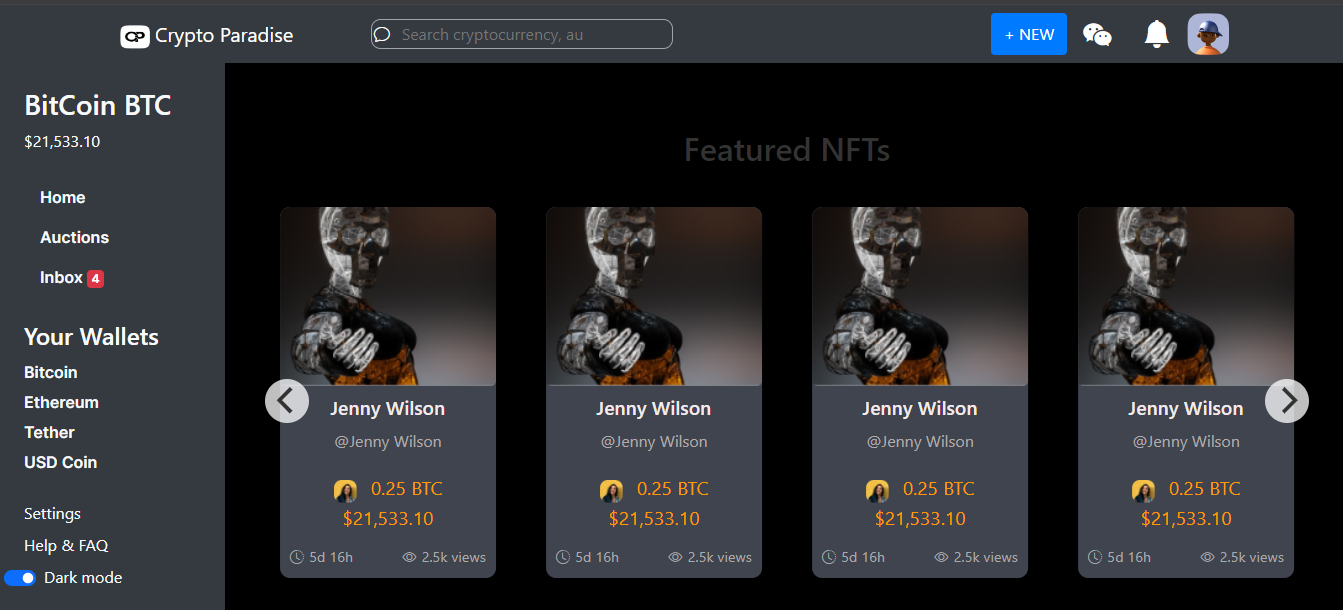 CP Crypto Paradise
Search cryptocurrency, au
+ NEW
BitCoin BTC
$21,533.10
Home
Auctions
Inbox 4
Your Wallets
Bitcoin
Ethereum
Tether
USD Coin
Settings
Help & FAQ
Dark mode
Featured NFTs
Jenny Wilson
@Jenny Wilson
0.25 BTC
$21,533.10
5d 16h 2.5k views
Jenny Wilson
@Jenny Wilson
0.25 BTC
$21,533.10
5d 16h 2.5k views
Jenny Wilson
@Jenny Wilson
0.25 BTC
$21,533.10
5d 16h 2.5k views
Jenny Wilson
@Jenny Wilson
0.25 BTC
$21,533.10
5d 16h 2.5k views